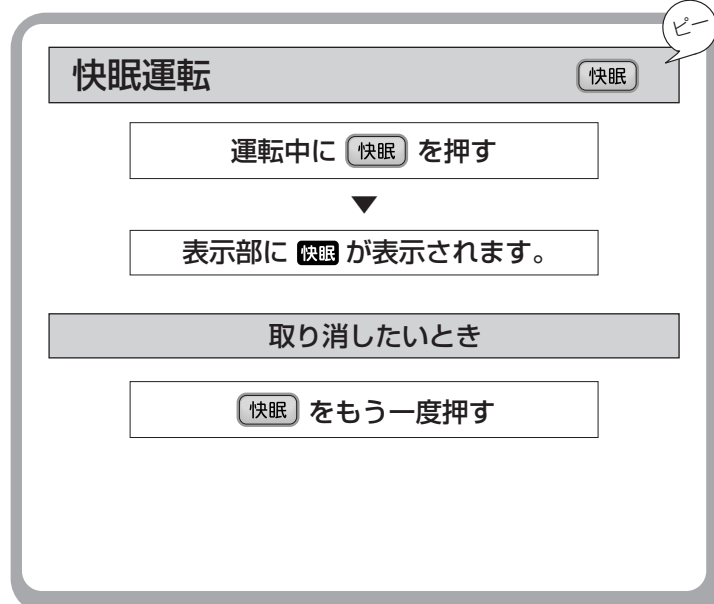 ピー
快眠運転 快眠
運転中に 快眠 を押す
▼
表示部に 快眠 が表示されます。
取り消したいとき
快眠 をもう一度押す